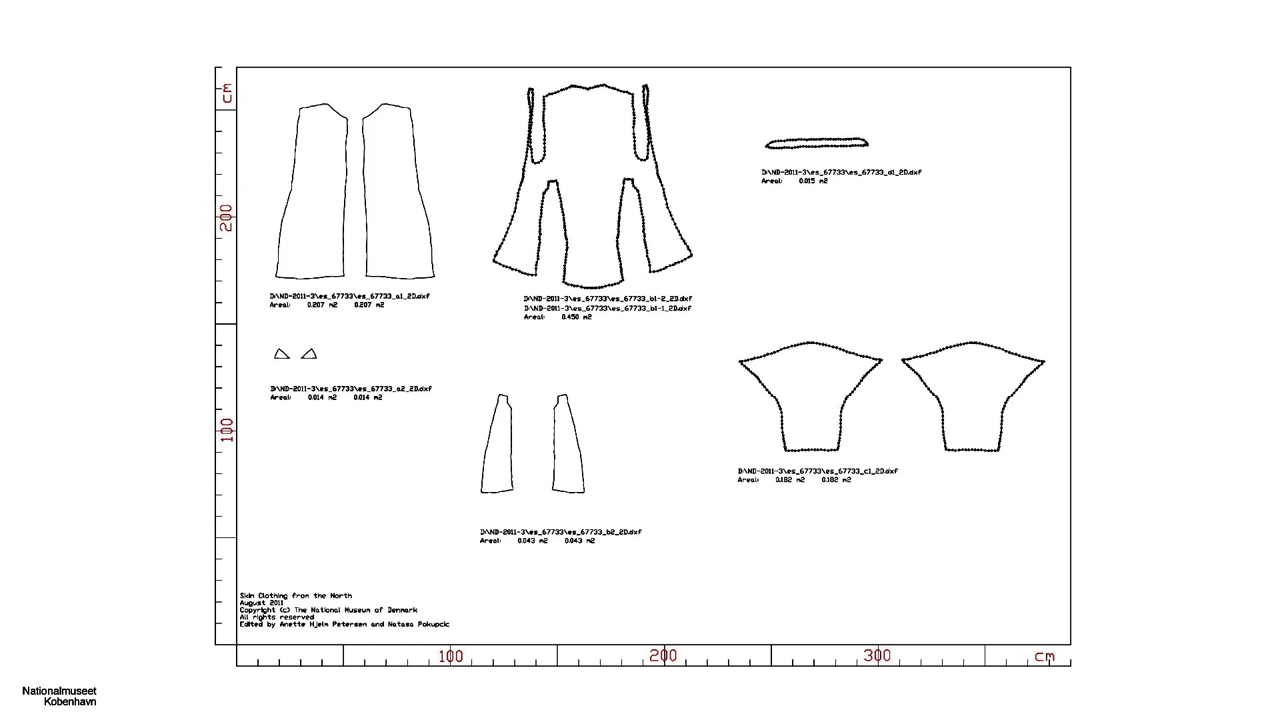 cm
200
100
D:\ND-2011-3\es_67733\es_67733_a1_2D.dxf
Areal: 0.207 m2 0.207 m2
D:\ND-2011-3\es_67733\es_67733_b1-2_2D.dxf
D:\ND-2011-3\es_67733\es_67733_b1-1_2D.dxf
Areal: 0.450 m2
D:\ND-2011-3\es_67733\es_67733_d1_2D.dxf
Areal: 0.015 m2
D:\ND-2011-3\es_67733\es_67733_a2_2D.dxf
Areal: 0.014 m2 0.014 m2
D:\ND-2011-3\es_67733\es_67733_b2_2D.dxf
Areal: 0.043 m2 0.043 m2
D:\ND-2011-3\es_67733\es_67733_c1_2D.dxf
Areal: 0.182 m2 0.182 m2
Skin Clothing from the North
August 2011
Copyright (c) The National Museum of Denmark
All rights reserved
Edited by Anette Hjelm Petersen and Natasa Pokupcic
100 200 300 cm
Nationalmuseet
Kobenhavn